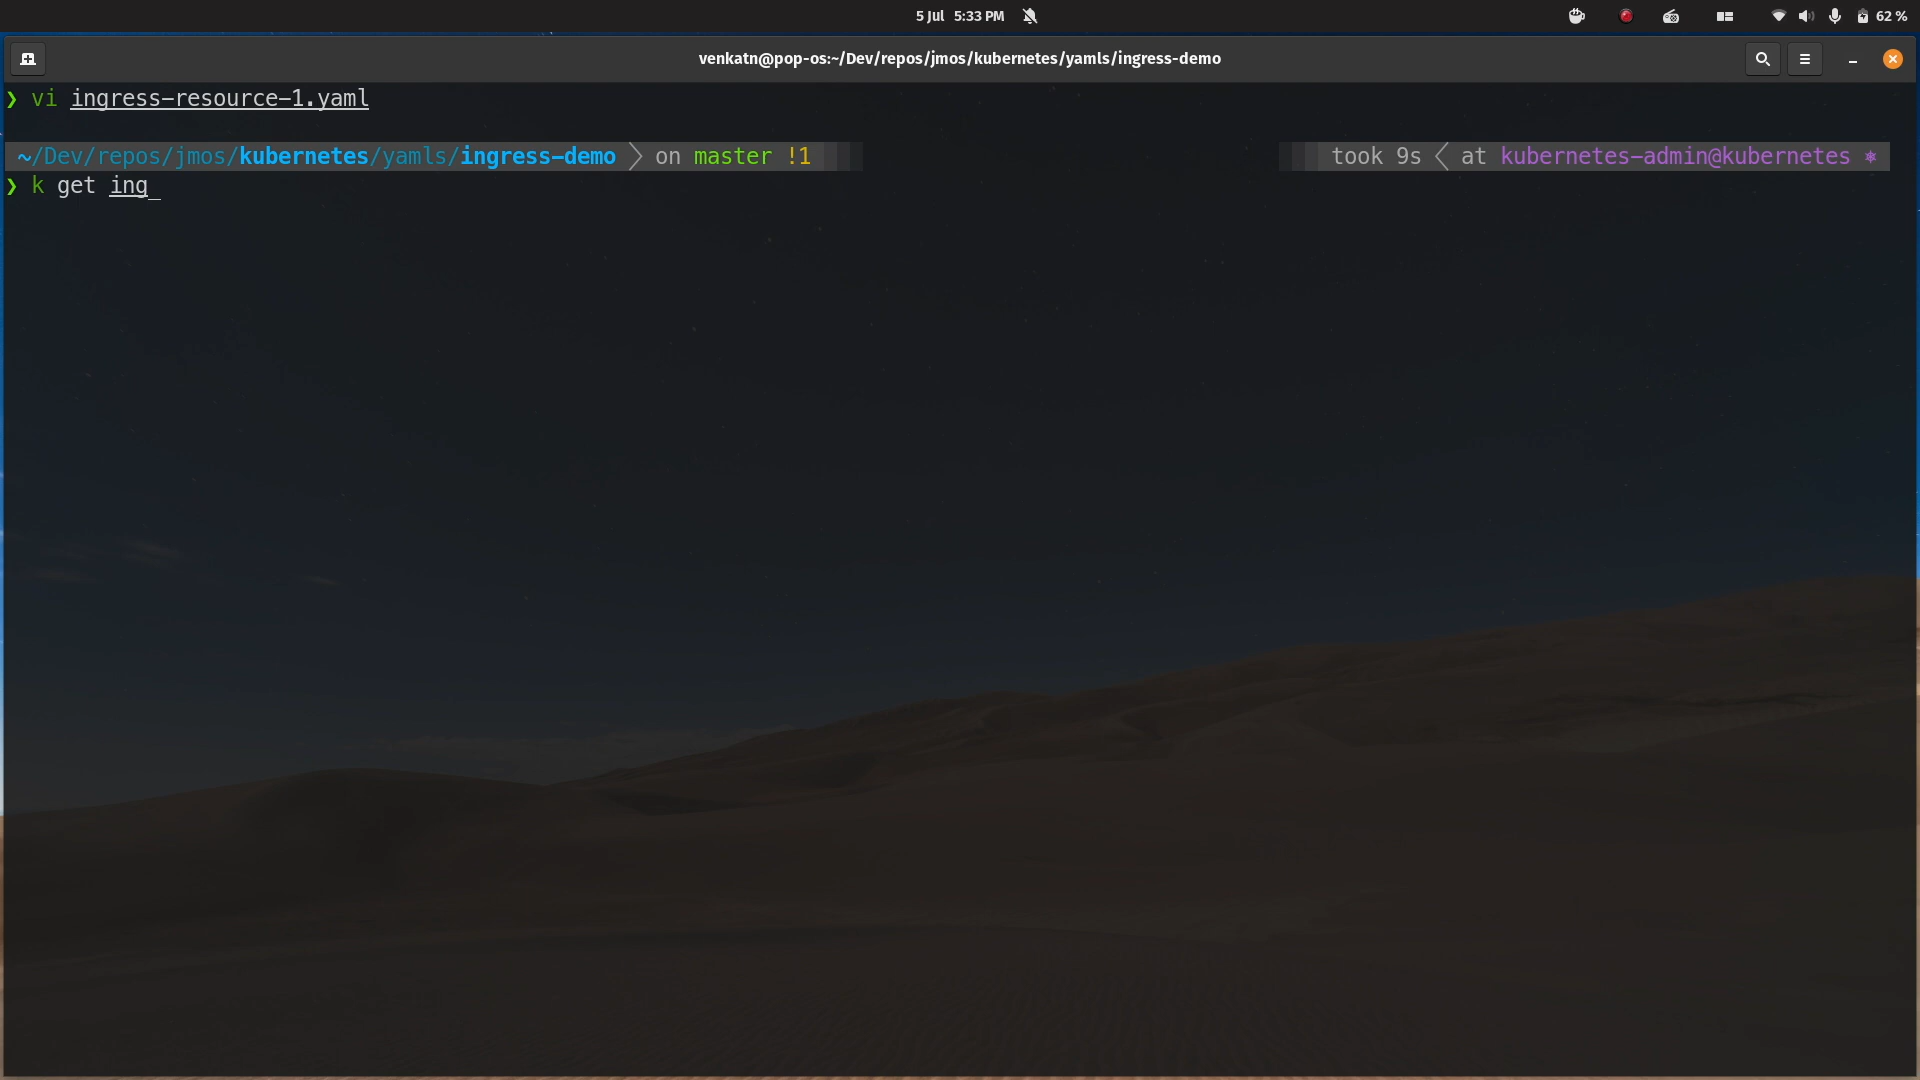 5 Jul 5:33 PM
62 %
venkatn@pop-os:~/Dev/repos/jmos/kubernetes/yamls/ingress-demo
❯ vi ingress-resource-1.yaml
~/Dev/repos/jmos/kubernetes/yamls/ingress-demo on master !1 took 9s at kubernetes-admin@kubernetes ⎈
❯ k get ing_